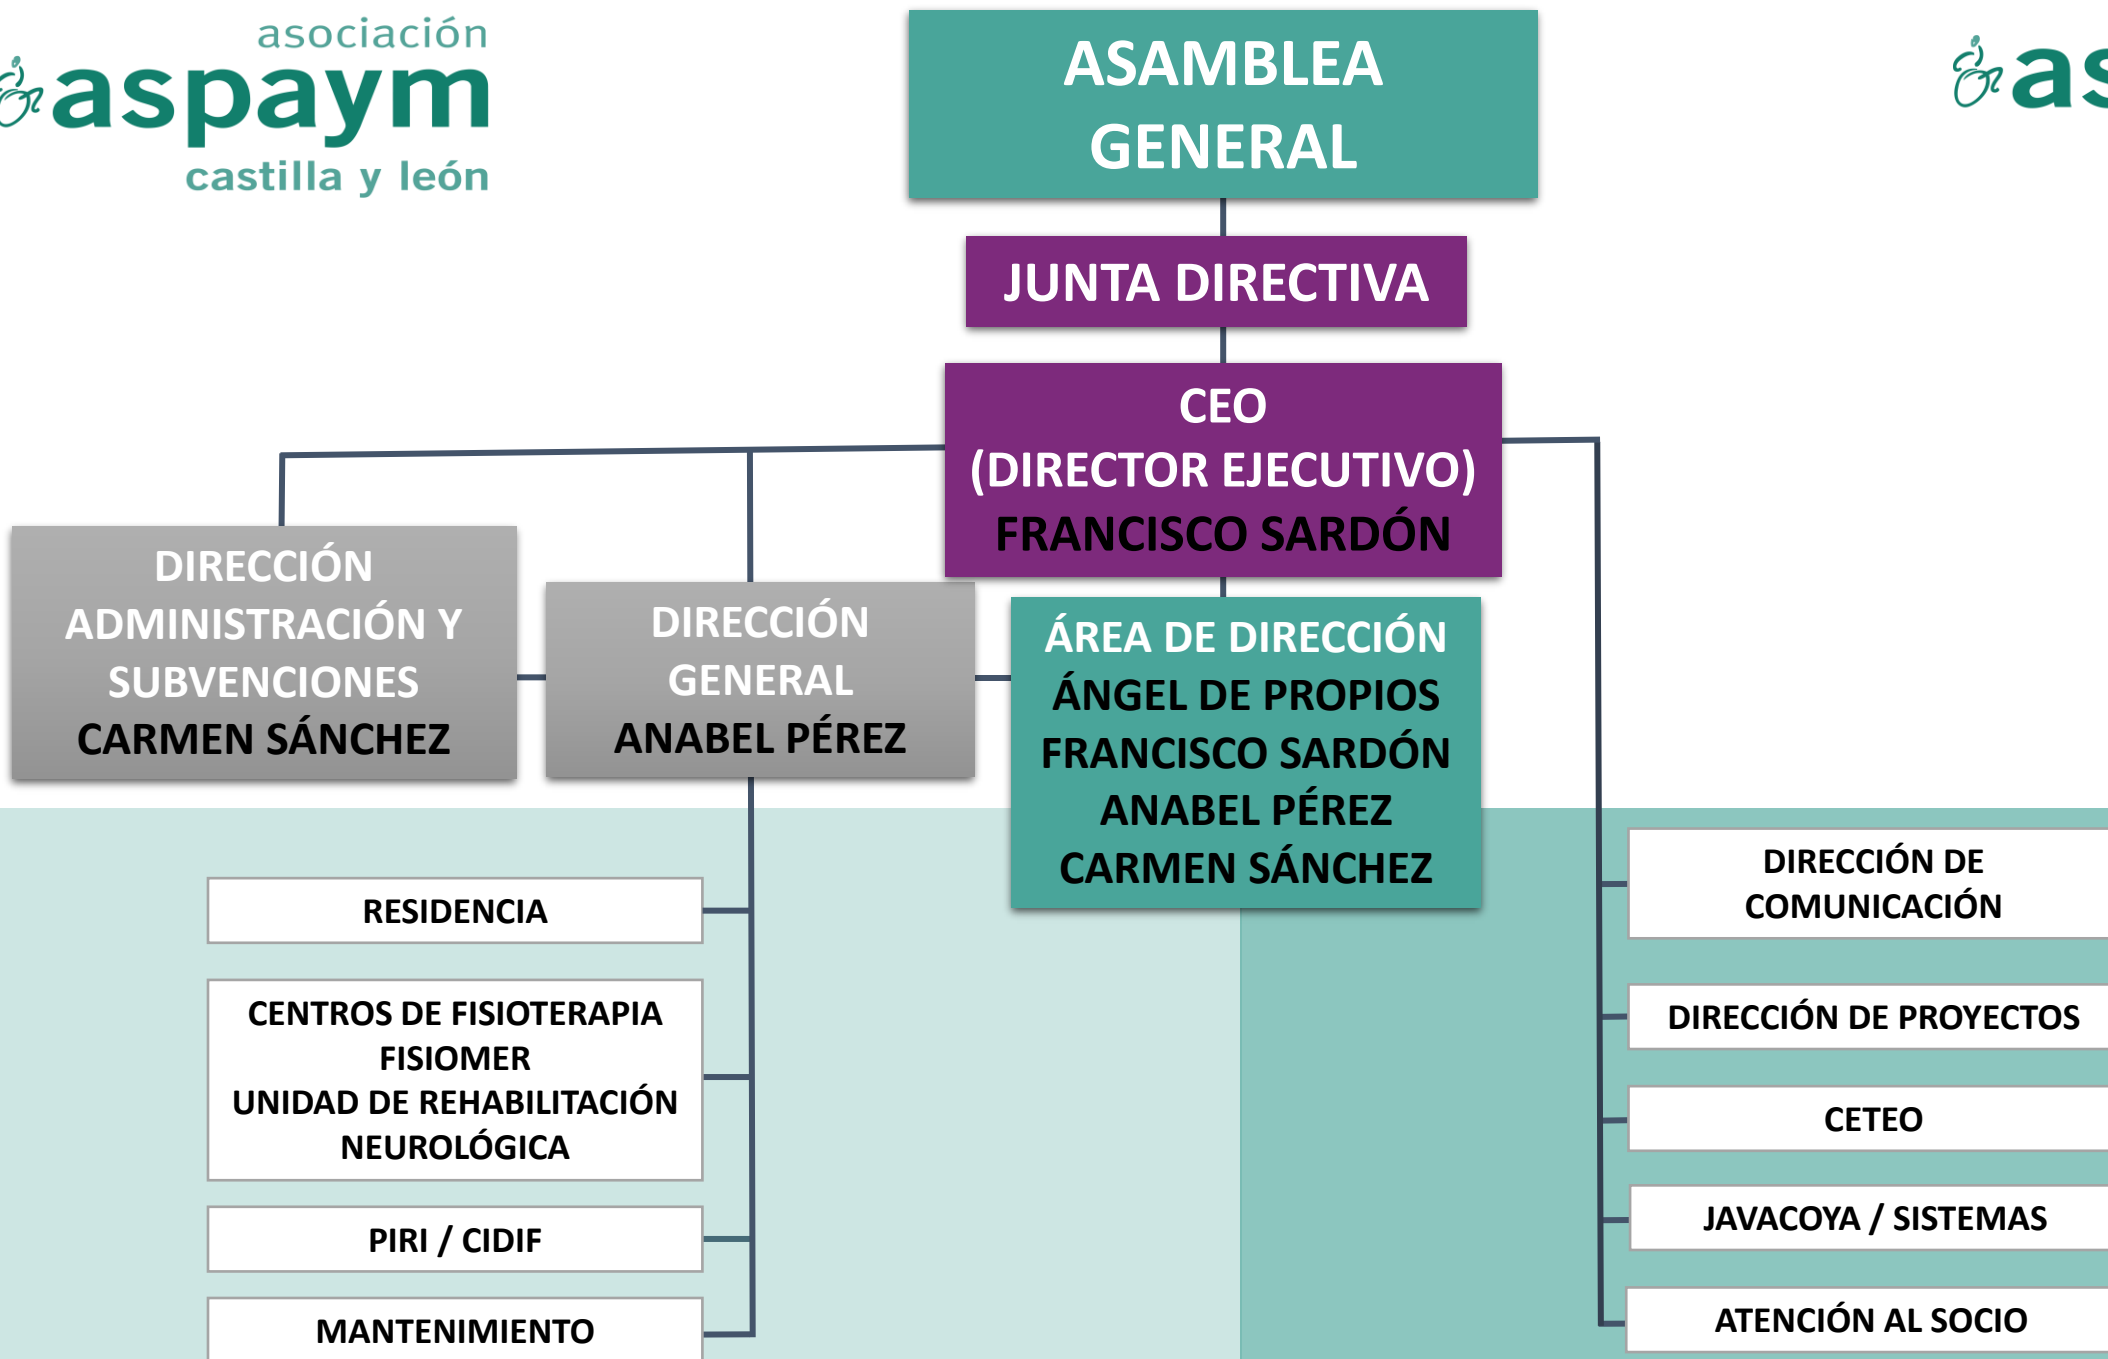 asociación
aspaym
castilla y león
as
ASAMBLEA
GENERAL
JUNTA DIRECTIVA
CEO
(DIRECTOR EJECUTIVO)
FRANCISCO SARDÓN
DIRECCIÓN
ADMINISTRACIÓN Y
SUBVENCIONES
CARMEN SÁNCHEZ
DIRECCIÓN
GENERAL
ANABEL PÉREZ
ÁREA DE DIRECCIÓN
ÁNGEL DE PROPIOS
FRANCISCO SARDÓN
ANABEL PÉREZ
CARMEN SÁNCHEZ
RESIDENCIA
CENTROS DE FISIOTERAPIA
FISIOMER
UNIDAD DE REHABILITACIÓN
NEUROLÓGICA
PIRI / CIDIF
MANTENIMIENTO
DIRECCIÓN DE
COMUNICACIÓN
DIRECCIÓN DE PROYECTOS
CETEO
JAVACOYA / SISTEMAS
ATENCIÓN AL SOCIO